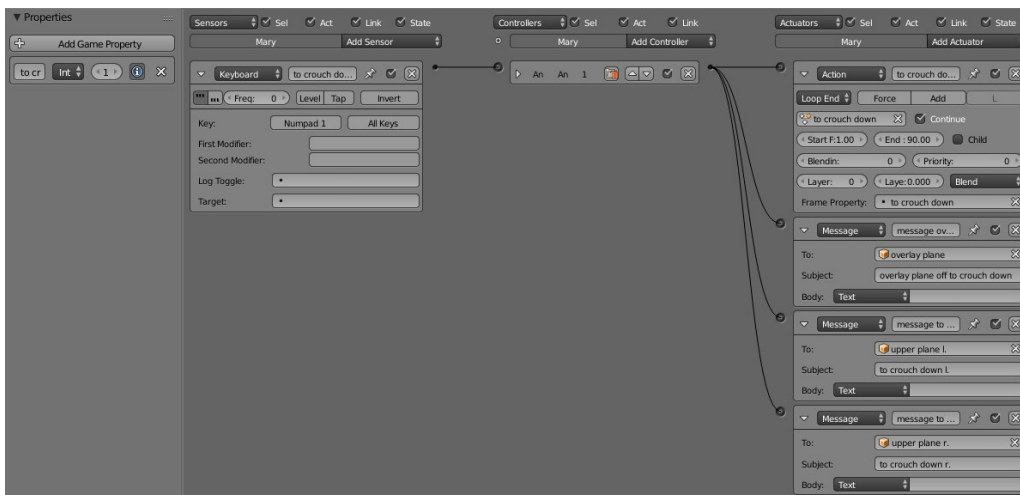 Properties
Add Game Property
to cr Int 1
Sensors Sel Act Link State
Mary Add Sensor
Keyboard to crouch do...
Freq: 0 Level Tap Invert
Key: Numpad 1 All Keys
First Modifier:
Second Modifier:
Log Toggle:
Target:
Controllers Sel Act Link
Mary Add Controller
An An 1
Actuators Sel Act Link State
Mary Add Actuator
Action to crouch do...
Loop End Force Add L
to crouch down Continue
Start F:1.00 End : 90.00 Child
Blendin: 0 Priority: 0
Layer: 0 Laye:0.000 Blend
Frame Property: to crouch down
Message message ov...
To: overlay plane
Subject: overlay plane off to crouch down
Body: Text
Message message to ...
To: upper plane l.
Subject: to crouch down l.
Body: Text
Message message to ...
To: upper plane r.
Subject: to crouch down r.
Body: Text